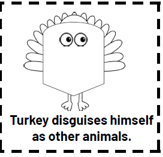 Turkey disguises himself
as other animals.